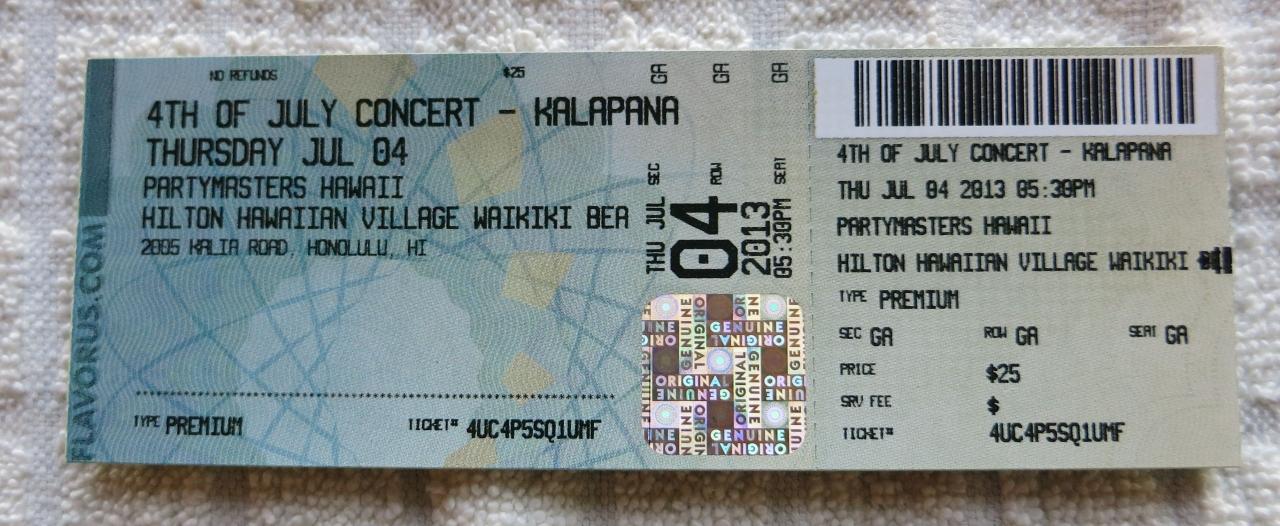 FLAVORUS.COM
NO REFUNDS $25
4TH OF JULY CONCERT - KALAPANA
THURSDAY JUL 04
PARTYMASTERS HAWAII
HILTON HAWAIIAN VILLAGE WAIKIKI BEA
2005 KALIA ROAD, HONOLULU, HI
TYPE PREMIUM TICKET# 4UC4P5SQ1UMF
SEC GA
ROW GA
SEAT GA
THU JUL
04
2013
05:30PM
GENUINE ORIGINAL
4TH OF JULY CONCERT - KALAPANA
THU JUL 04 2013 05:30PM
PARTYMASTERS HAWAII
HILTON HAWAIIAN VILLAGE WAIKIKI
TYPE PREMIUM
SEC GA ROW GA SEAT GA
PRICE $25
SRV FEE $
TICKET# 4UC4P5SQ1UMF